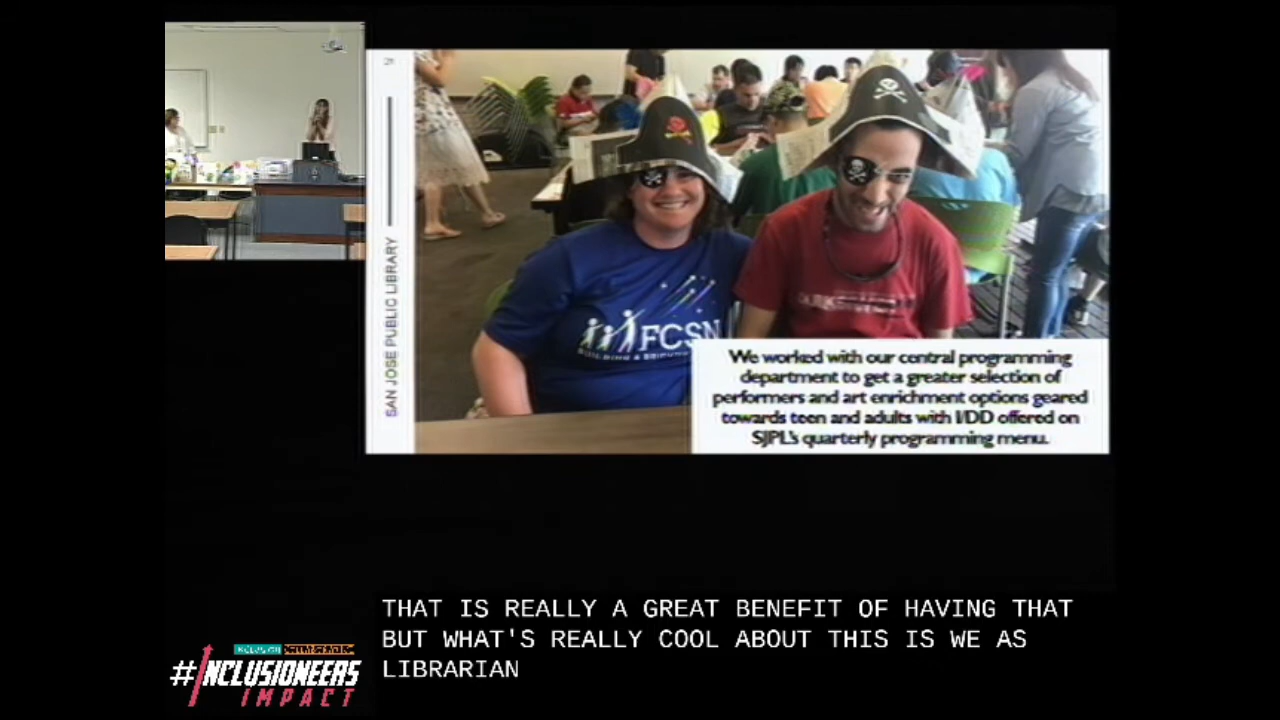 21
SAN JOSE PUBLIC LIBRARY
FCSN
We worked with our central programming
department to get a greater selection of
performers and art enrichment options geared
towards teen and adults with I/DD offered on
SJPL's quarterly programming menu.
THAT IS REALLY A GREAT BENEFIT OF HAVING THAT
BUT WHAT'S REALLY COOL ABOUT THIS IS WE AS
LIBRARIAN
#INCLUSIONEERS
IMPACT